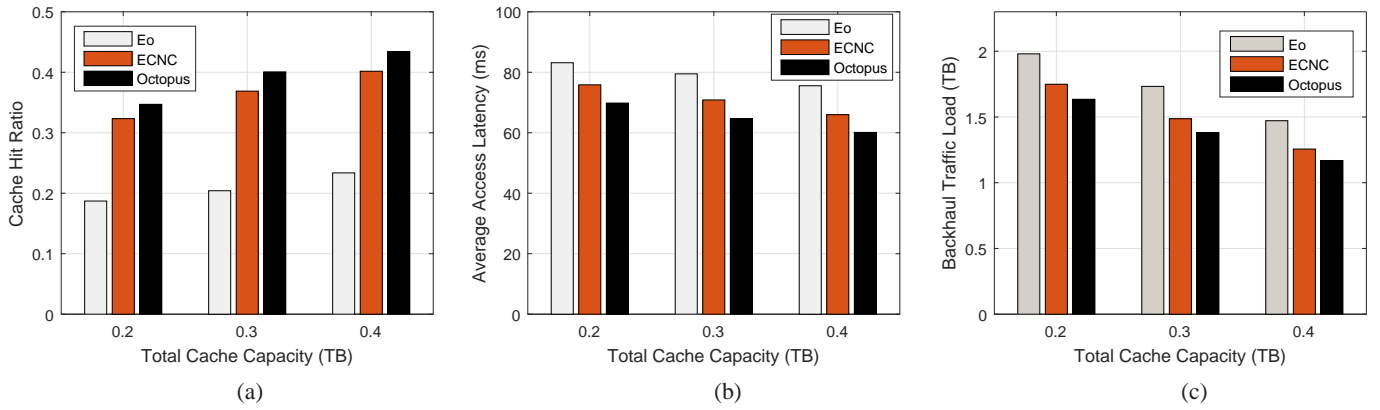 Cache Hit Ratio
0.5
0.4
0.3
0.2
0.1
0
Eo
ECNC
Octopus
0.2 0.3 0.4
Total Cache Capacity (TB)
(a)
Average Access Latency (ms)
100
80
60
40
20
0
Eo
ECNC
Octopus
0.2 0.3 0.4
Total Cache Capacity (TB)
(b)
Backhaul Traffic Load (TB)
2
1.5
1
0.5
0
Eo
ECNC
Octopus
0.2 0.3 0.4
Total Cache Capacity (TB)
(c)